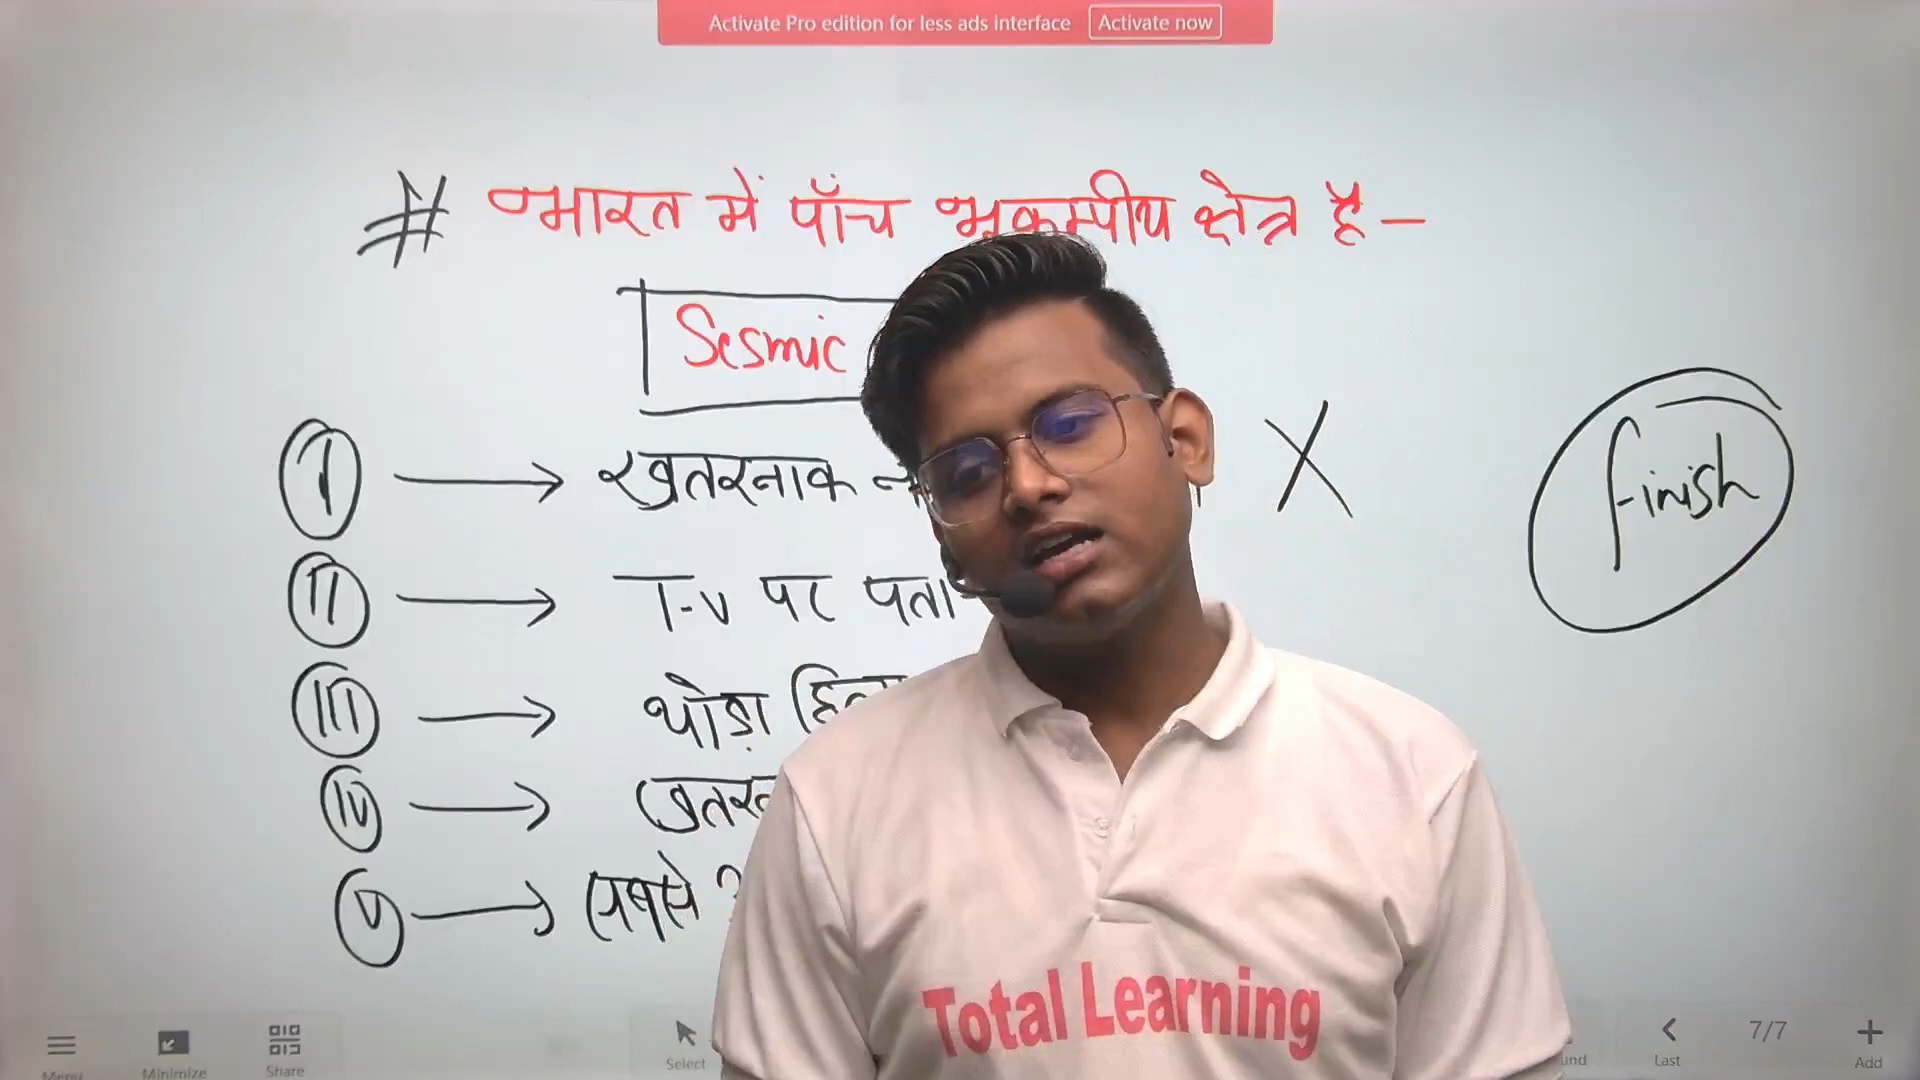 Activate Pro edition for less ads interface Activate now
# भारत में पाँच भूकम्पीय क्षेत्र है –
Sesmic
I → खतरनाक
X
finish
II → T-V पर पता
III → थोड़ा
IV →
V → सबसे
Total Learning
Menu Minimize Share Select Last 7/7 Add